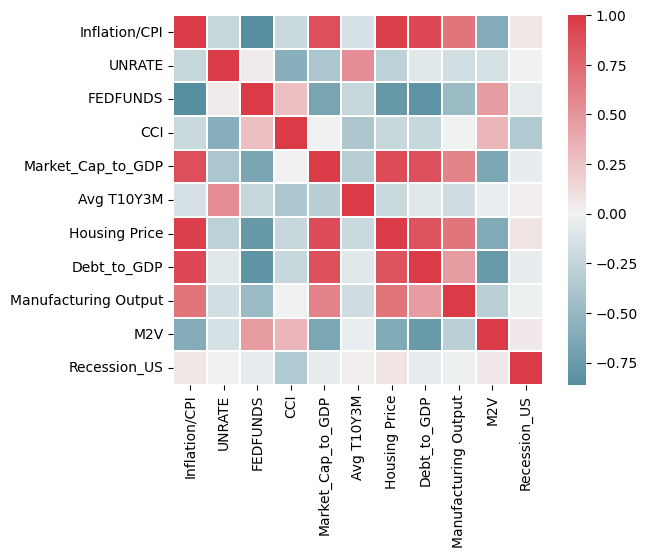 Inflation/CPI
UNRATE
FEDFUNDS
CCI
Market_Cap_to_GDP
Avg T10Y3M
Housing Price
Debt_to_GDP
Manufacturing Output
M2V
Recession_US
Inflation/CPI
UNRATE
FEDFUNDS
CCI
Market_Cap_to_GDP
Avg T10Y3M
Housing Price
Debt_to_GDP
Manufacturing Output
M2V
Recession_US
1.00
0.75
0.50
0.25
0.00
−0.25
−0.50
−0.75